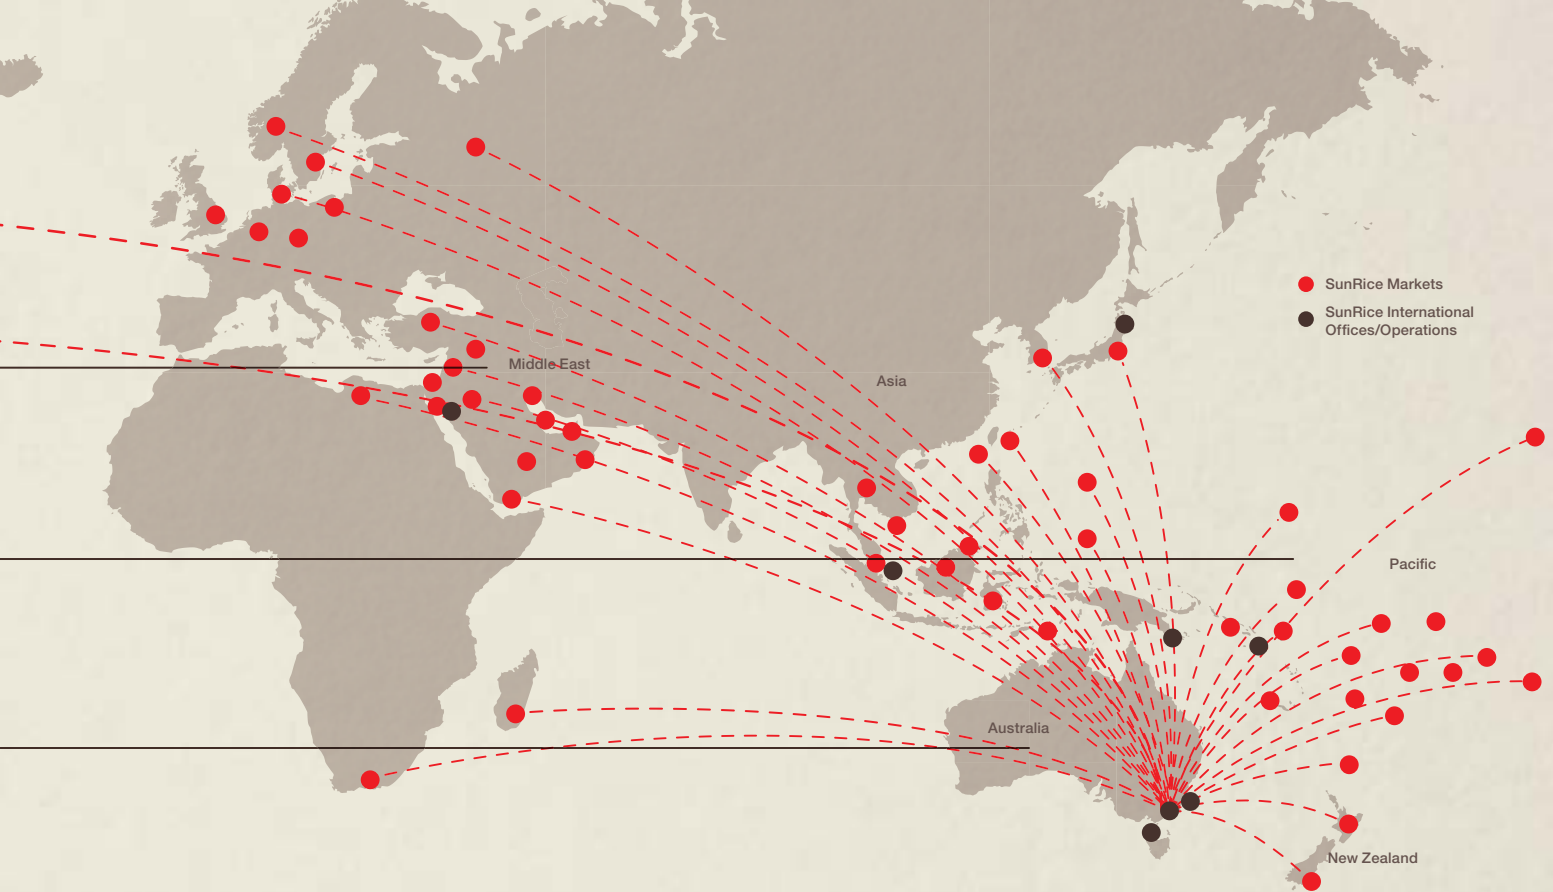 SunRice Markets
SunRice International
Offices/Operations
Middle East
Asia
Pacific
Australia
New Zealand